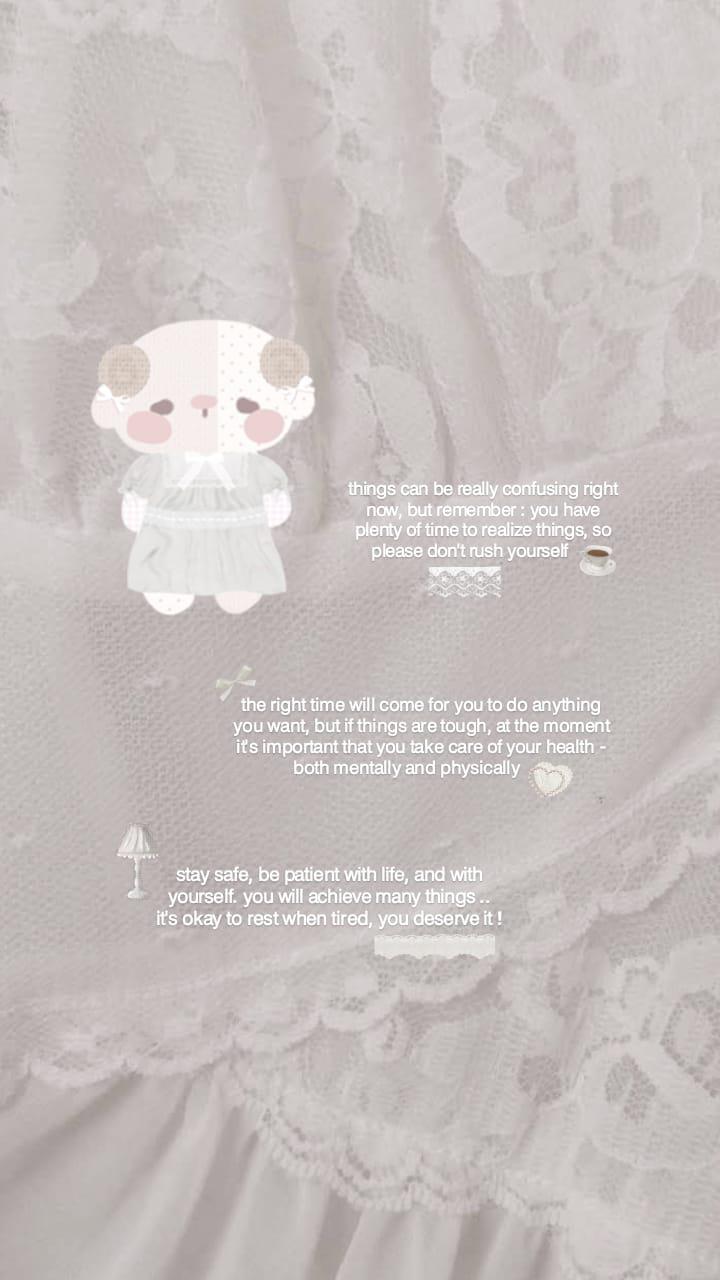 things can be really confusing right
now, but remember : you have
plenty of time to realize things, so
please don't rush yourself
the right time will come for you to do anything
you want, but if things are tough, at the moment
it's important that you take care of your health -
both mentally and physically
stay safe, be patient with life, and with
yourself. you will achieve many things ..
it's okay to rest when tired, you deserve it !